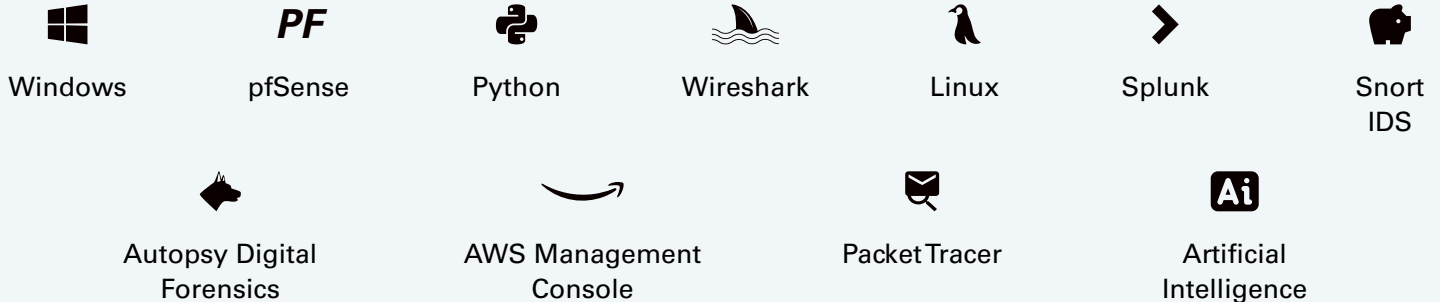 PF
Windows
pfSense
Python
Wireshark
Linux
Splunk
Snort
IDS
Ai
Autopsy Digital
Forensics
AWS Management
Console
Packet Tracer
Artificial
Intelligence